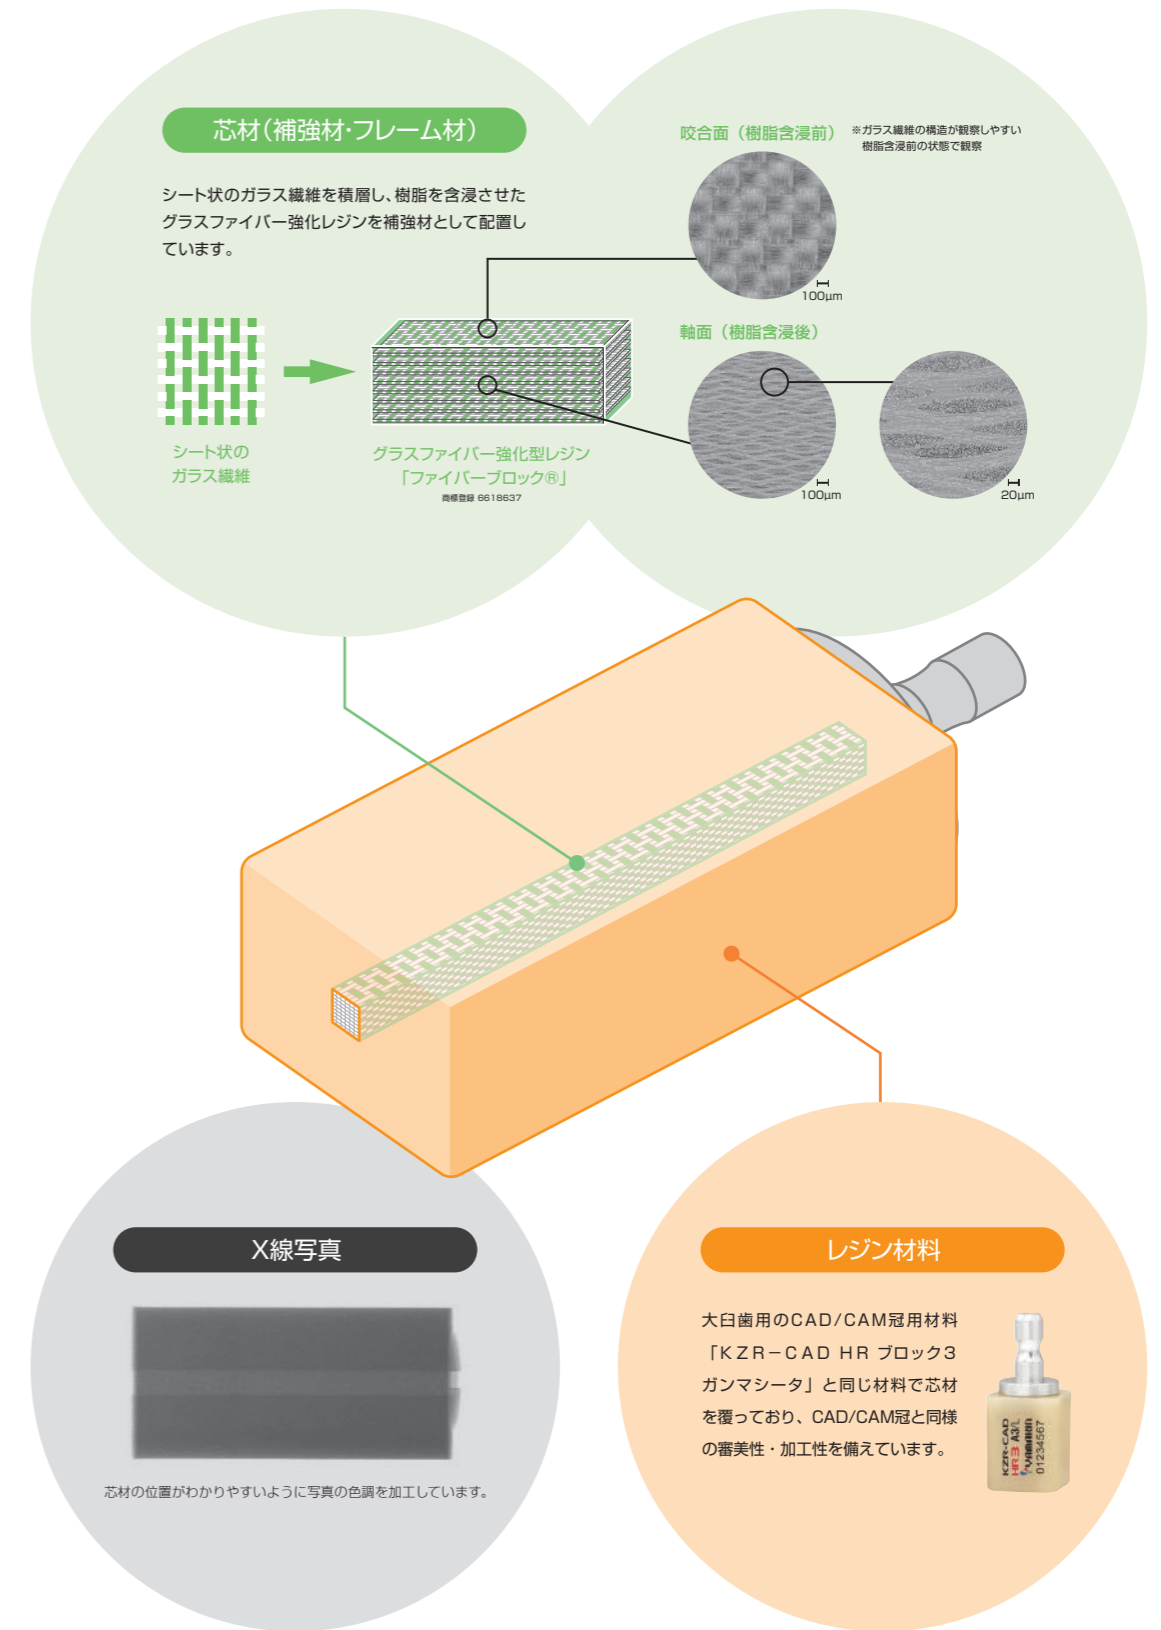 芯材（補強材・フレーム材）
シート状のガラス繊維を積層し、樹脂を含浸させた
グラスファイバー強化レジンを補強材として配置し
ています。
シート状の
ガラス繊維
グラスファイバー強化型レジン
「ファイバーブロック®」
商標登録 6618637
咬合面（樹脂含浸前）
※ガラス繊維の構造が観察しやすい
樹脂含浸前の状態で観察
100μm
軸面（樹脂含浸後）
100μm
20μm
X線写真
芯材の位置がわかりやすいように写真の色調を加工しています。
レジン材料
大臼歯用のCAD/CAM冠用材料
「KZR－CAD HR ブロック3
ガンマシータ」と同じ材料で芯材
を覆っており、CAD/CAM冠と同様
の審美性・加工性を備えています。
KZR-CAD
HR3 A3/L
YAMAKIN
01234567